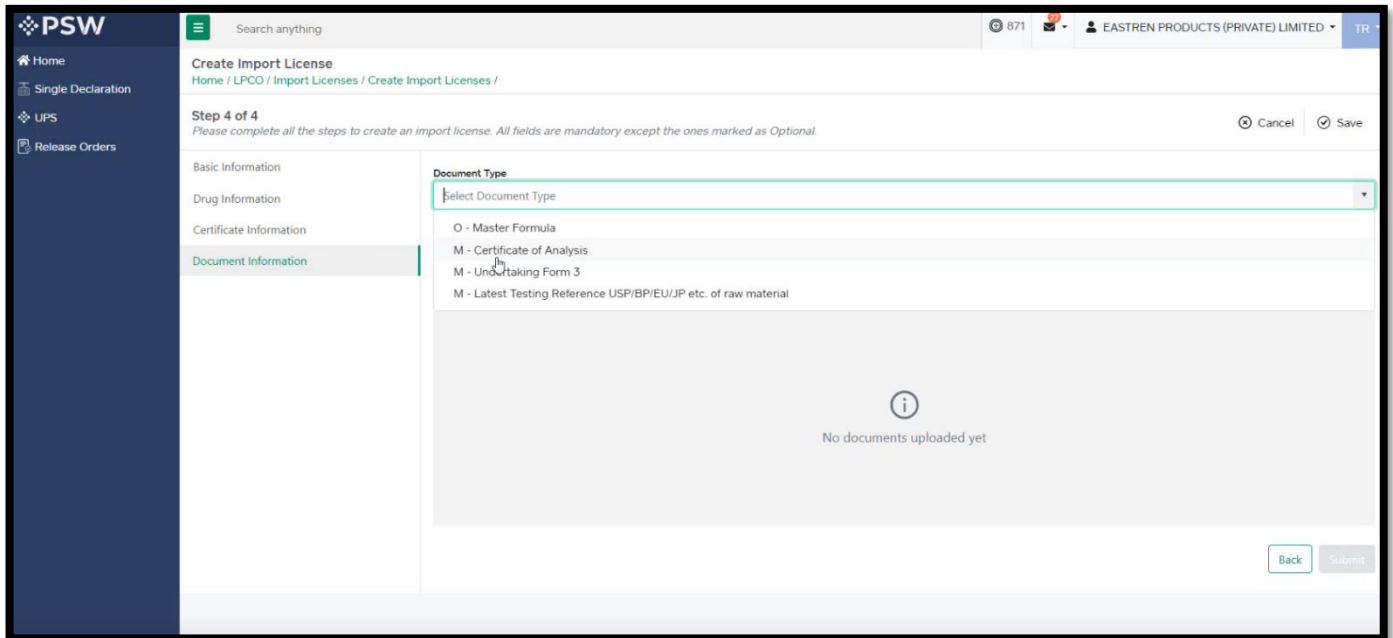 PSW
Search anything
871
77
EASTREN PRODUCTS (PRIVATE) LIMITED
TR
Home
Single Declaration
UPS
Release Orders
Create Import License
Home / LPCO / Import Licenses / Create Import Licenses /
Step 4 of 4
Please complete all the steps to create an import license. All fields are mandatory except the ones marked as Optional.
Cancel
Save
Basic Information
Drug Information
Certificate Information
Document Information
Document Type
Select Document Type
O - Master Formula
M - Certificate of Analysis
M - Undertaking Form 3
M - Latest Testing Reference USP/BP/EU/JP etc. of raw material
No documents uploaded yet
Back
Submit